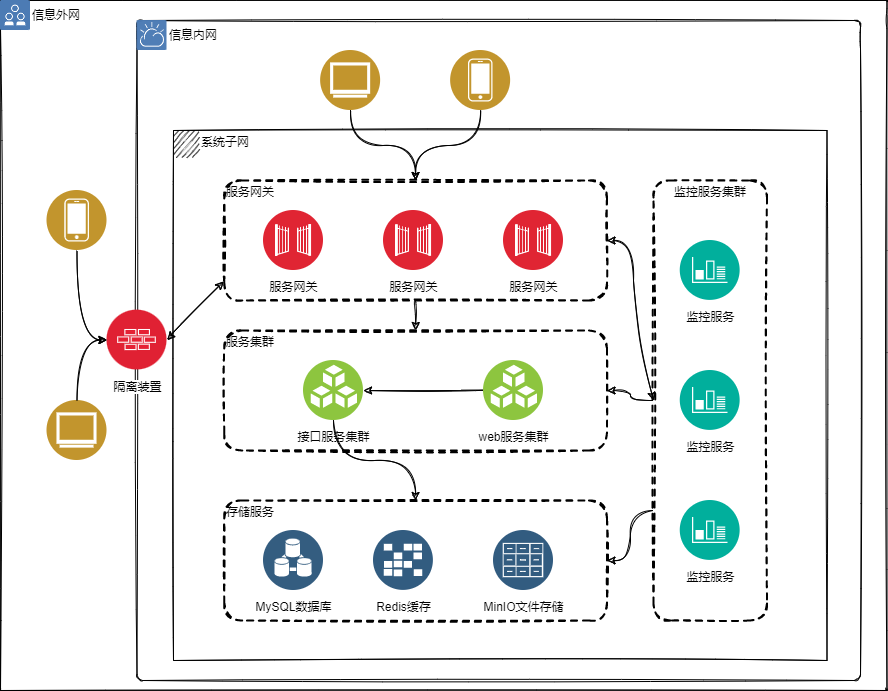 信息外网
信息内网
系统子网
服务网关
监控服务集群
服务网关
服务网关
服务网关
监控服务
服务集群
隔离装置
接口服务集群
web服务集群
监控服务
存储服务
监控服务
MySQL数据库
Redis缓存
MinIO文件存储